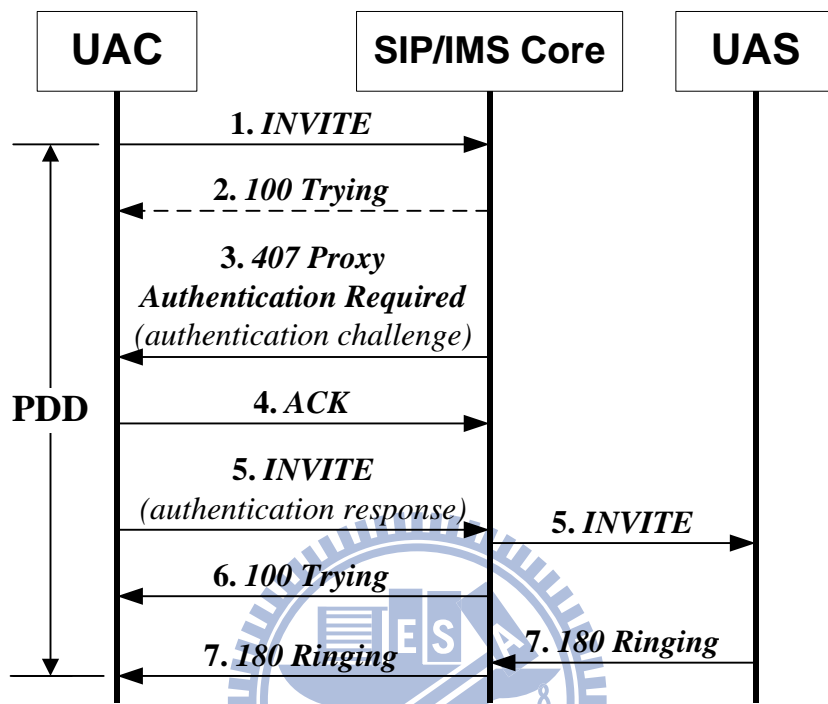 UAC
SIP/IMS Core
UAS
1. INVITE
2. 100 Trying
3. 407 Proxy
Authentication Required
(authentication challenge)
PDD
4. ACK
5. INVITE
(authentication response)
5. INVITE
6. 100 Trying
7. 180 Ringing
7. 180 Ringing
E S A
8